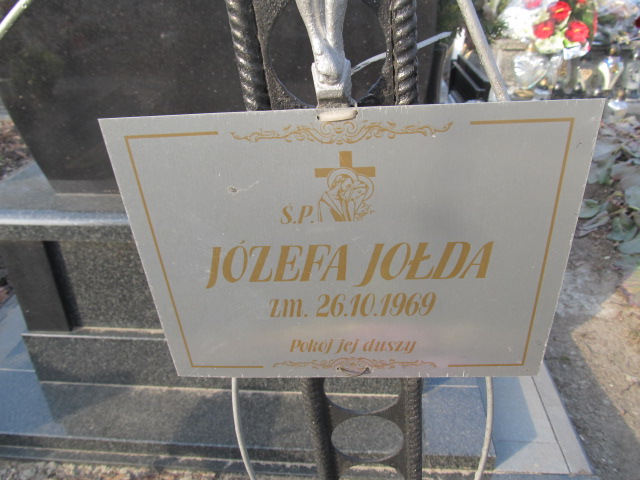 Ś.P.
JÓZEFA JOŁDA
zm. 26.10.1969
Pokój jej duszy